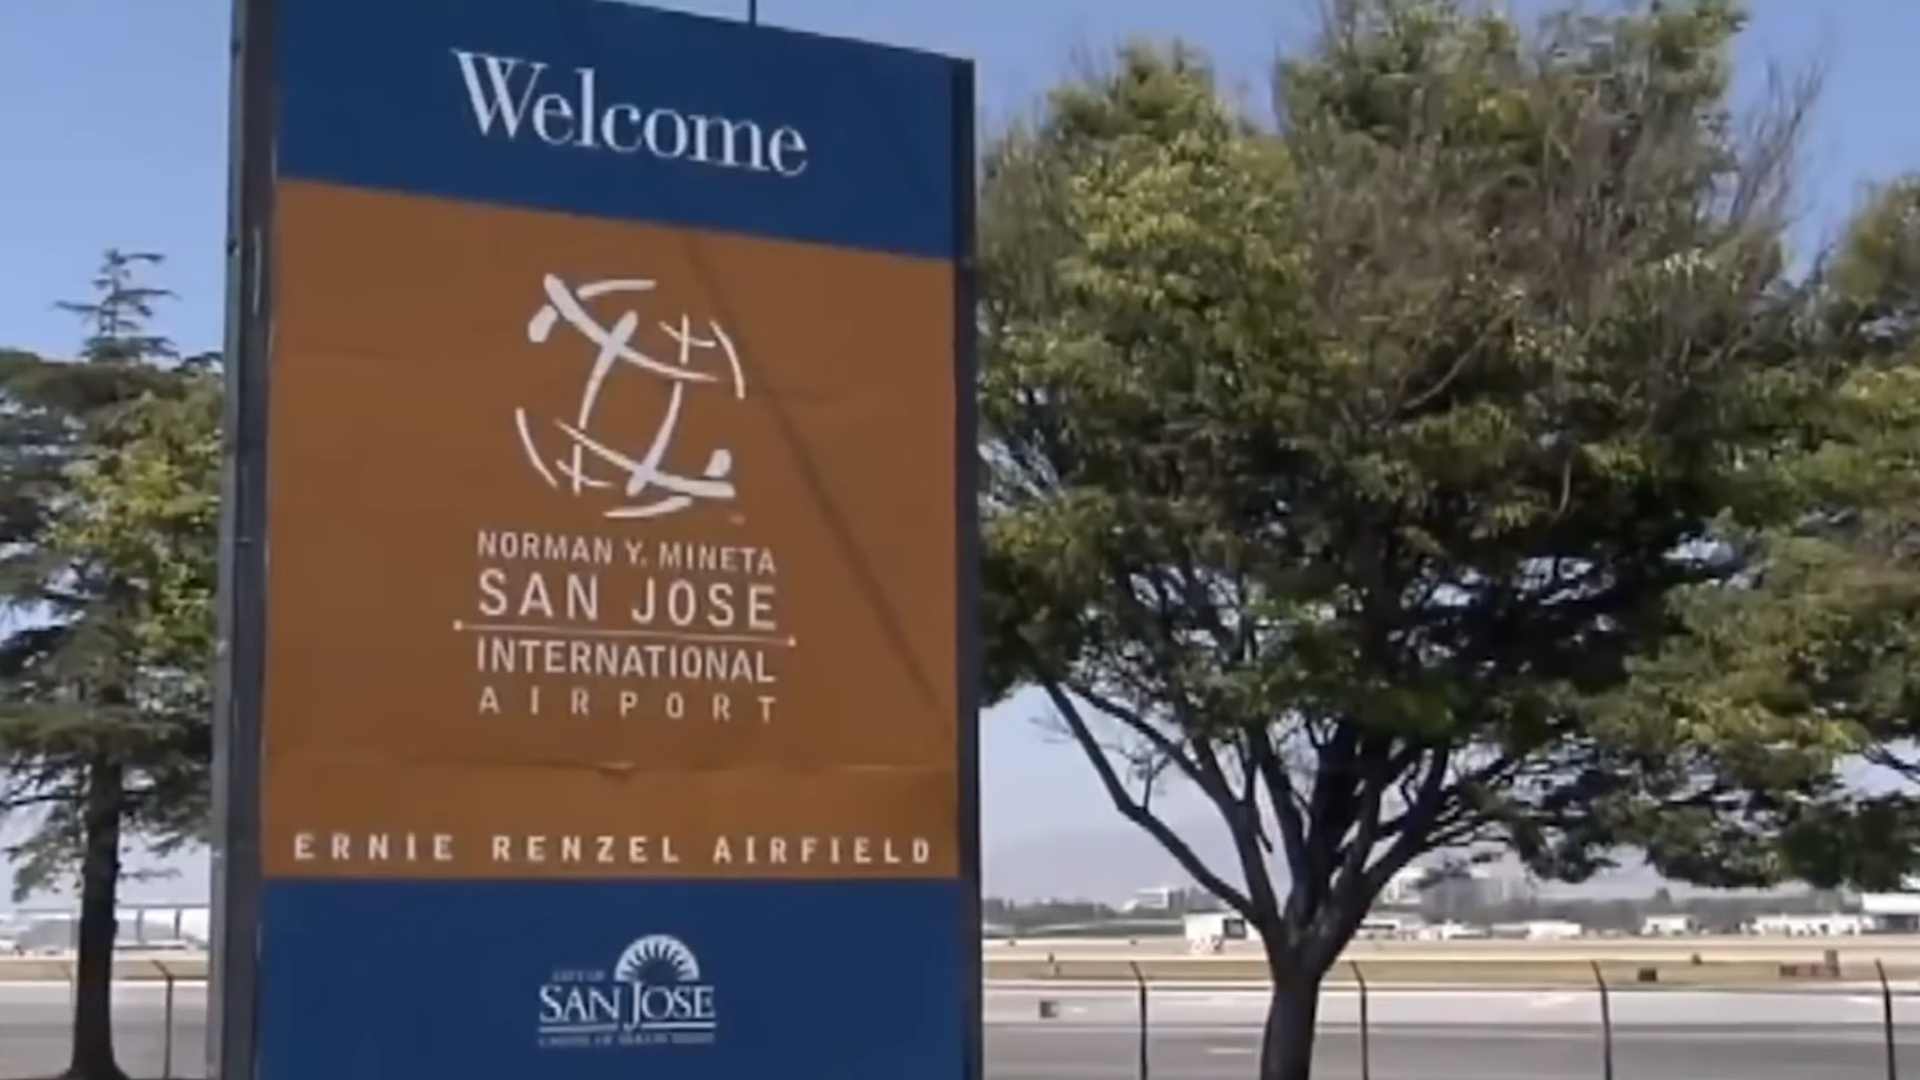 Welcome
NORMAN Y. MINETA
SAN JOSE
INTERNATIONAL
AIRPORT
ERNIE RENZEL AIRFIELD
CITY OF
SAN JOSE